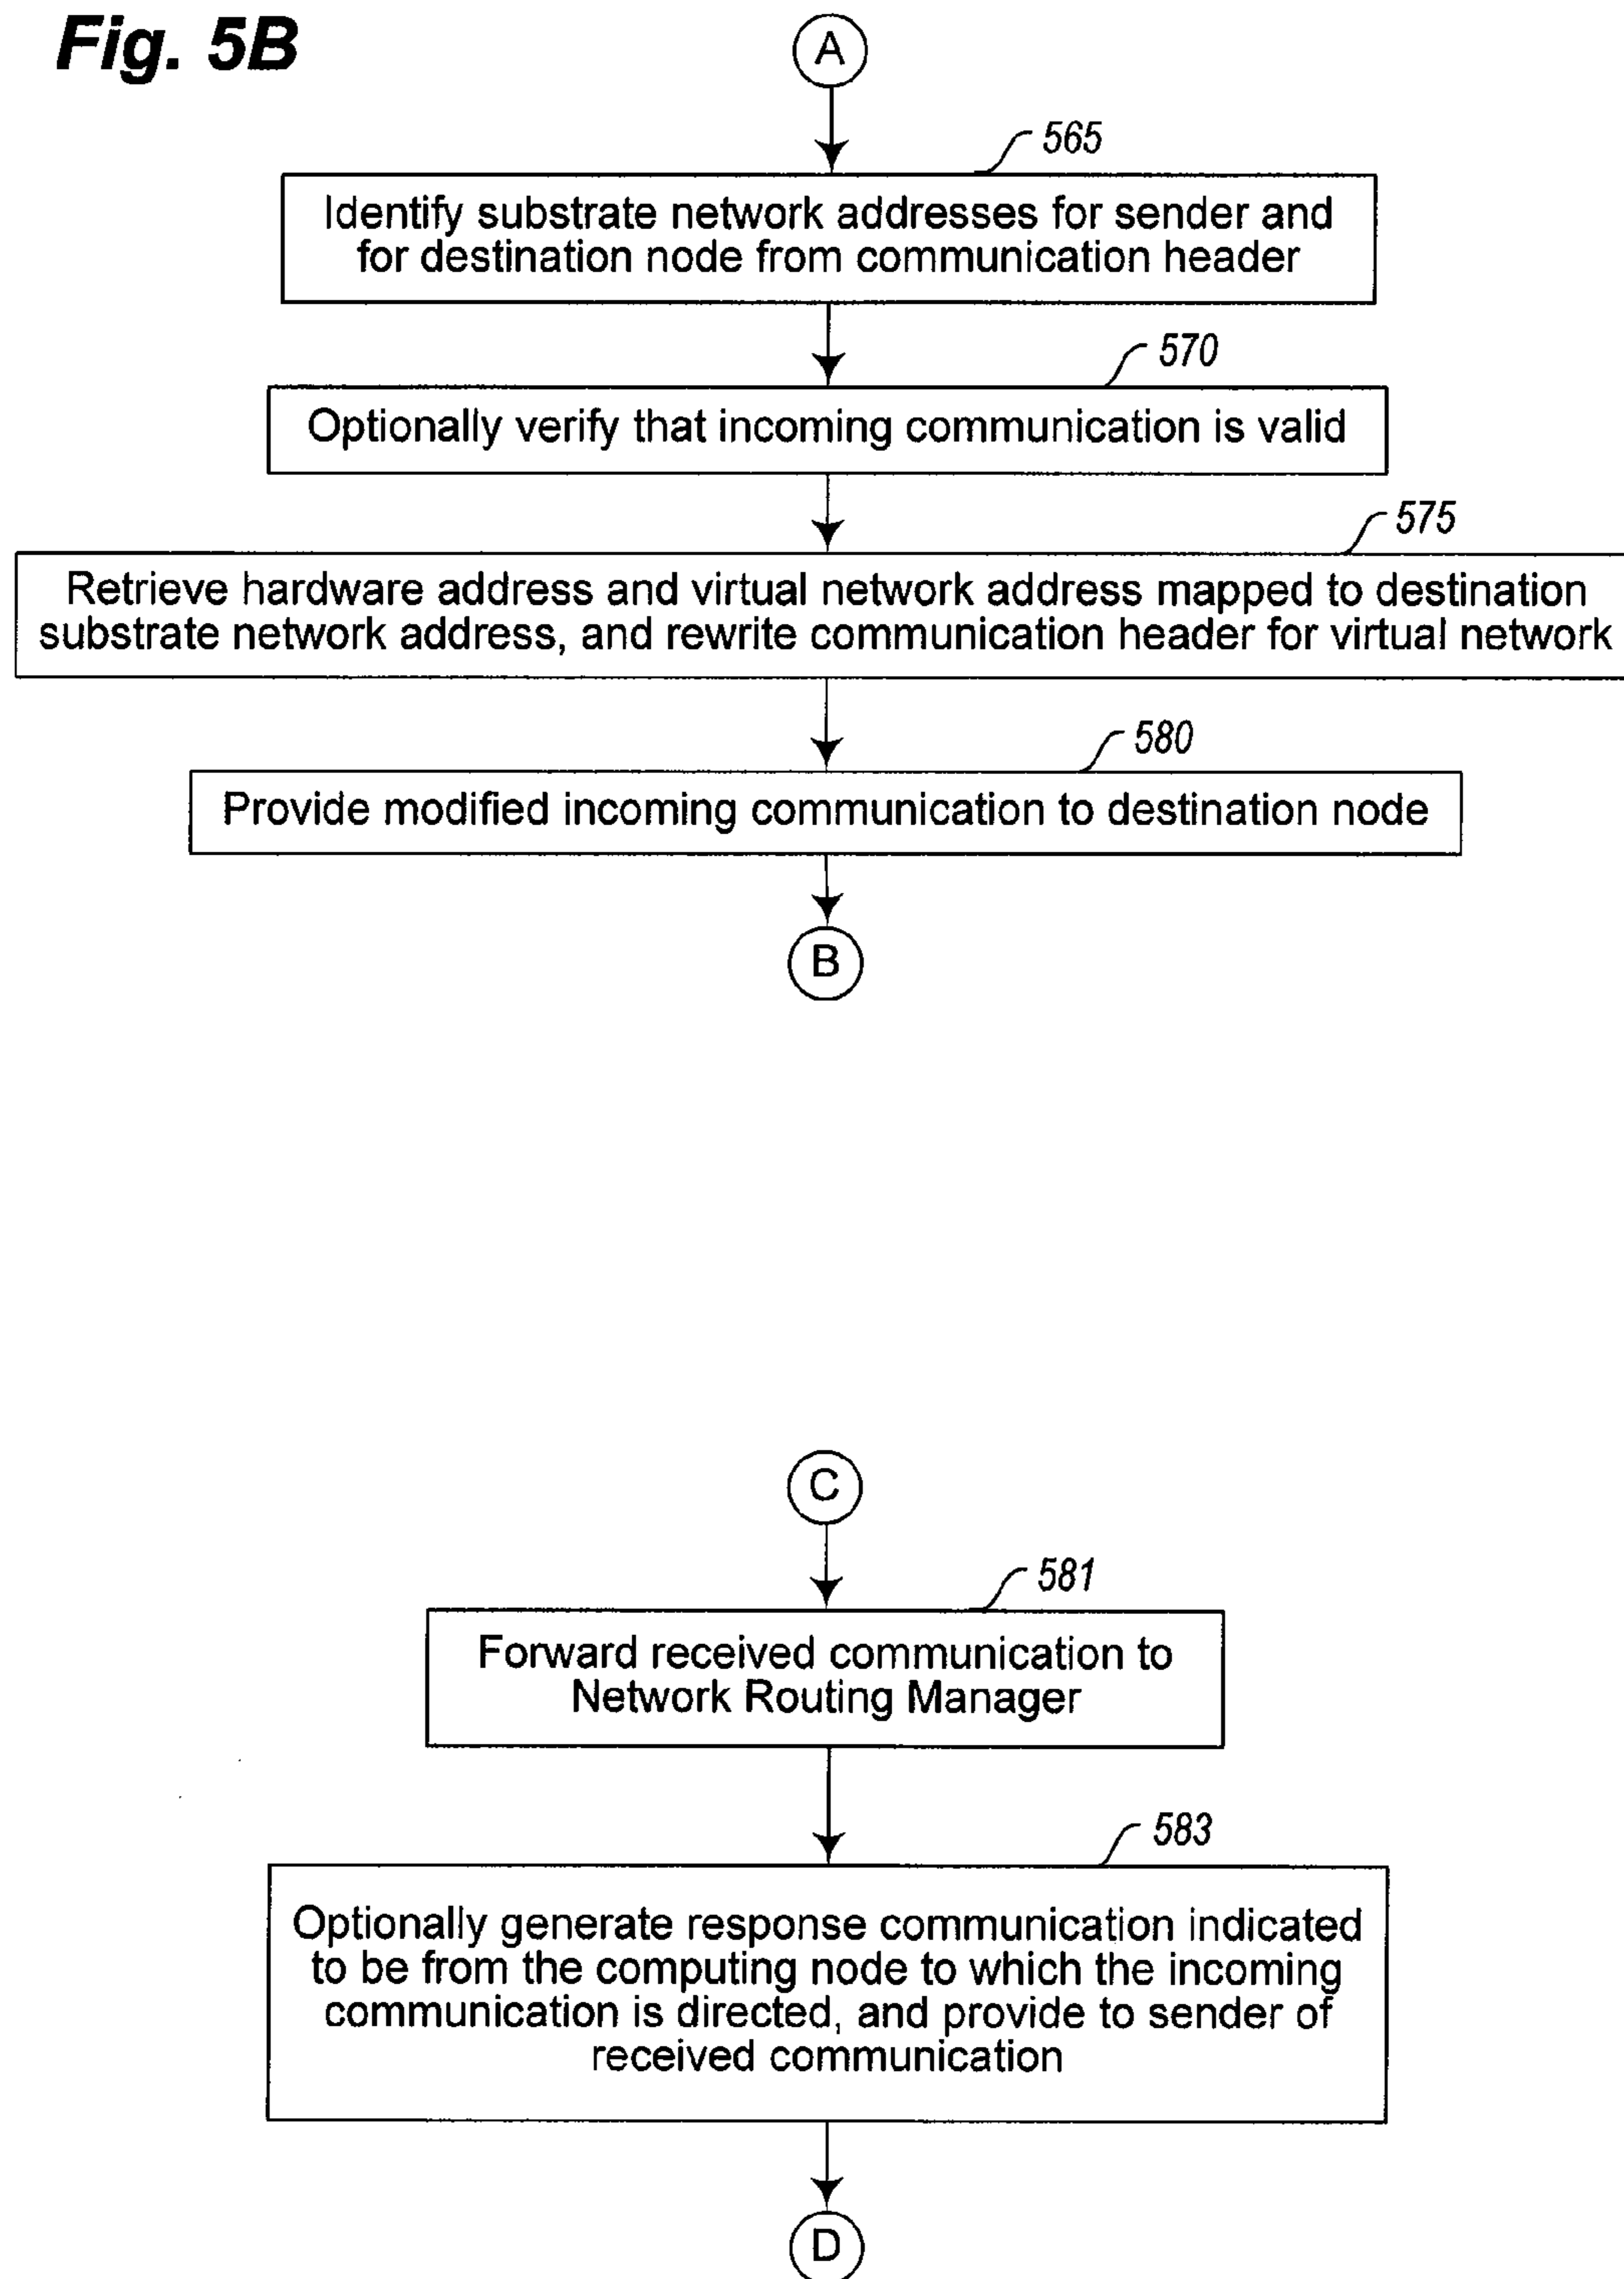 Fig. 5B
A
565
Identify substrate network addresses for sender and
for destination node from communication header
570
Optionally verify that incoming communication is valid
575
Retrieve hardware address and virtual network address mapped to destination
substrate network address, and rewrite communication header for virtual network
580
Provide modified incoming communication to destination node
B
C
581
Forward received communication to
Network Routing Manager
583
Optionally generate response communication indicated
to be from the computing node to which the incoming
communication is directed, and provide to sender of
received communication
D